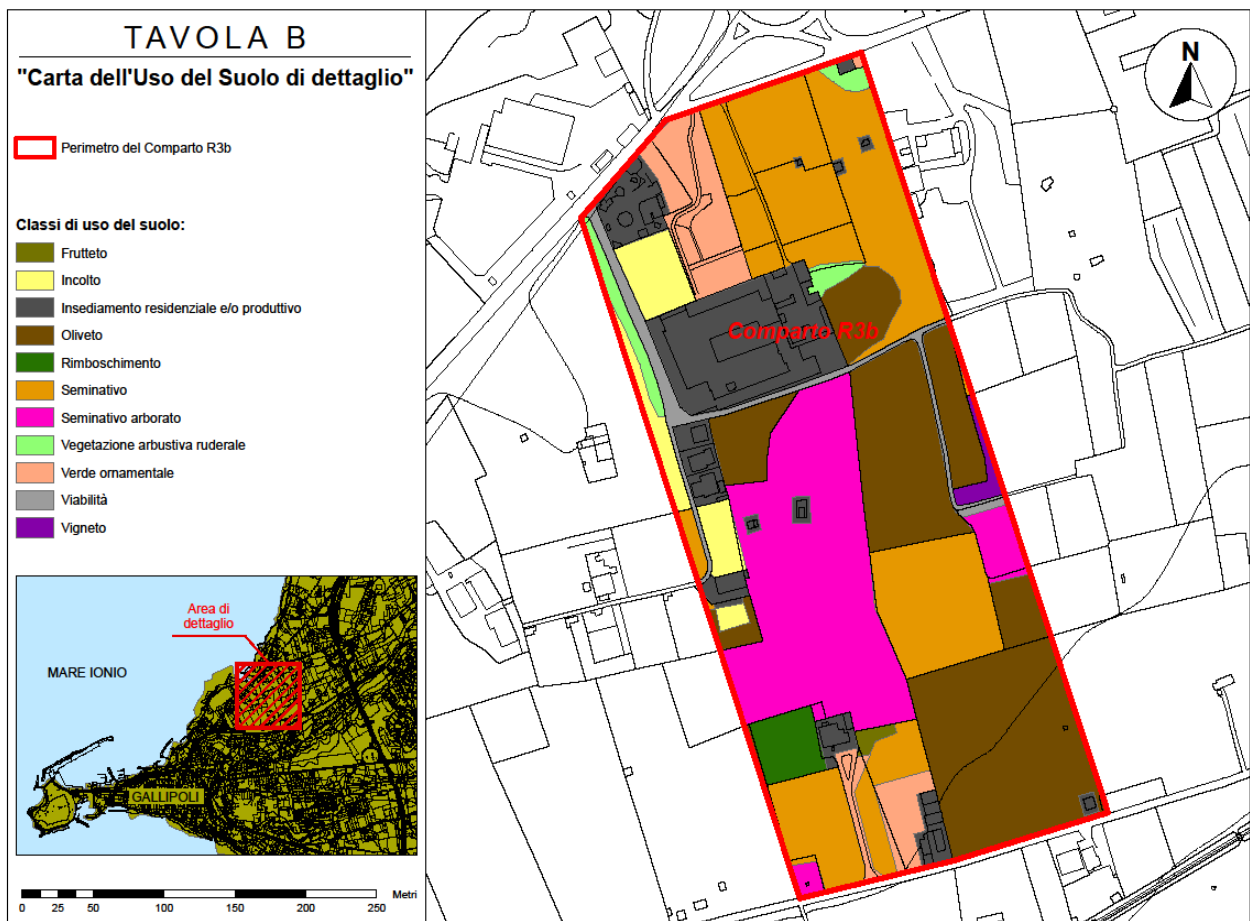 TAVOLA B
"Carta dell'Uso del Suolo di dettaglio"
Perimetro del Comparto R3b
Classi di uso del suolo:
Frutteto
Incolto
Insediamento residenziale e/o produttivo
Oliveto
Rimboschimento
Seminativo
Seminativo arborato
Vegetazione arbustiva ruderale
Verde ornamentale
Viabilità
Vigneto
Area di
dettaglio
MARE IONIO
GALLIPOLI
Metri
0 25 50 100 150 200 250
N
Comparto R3b